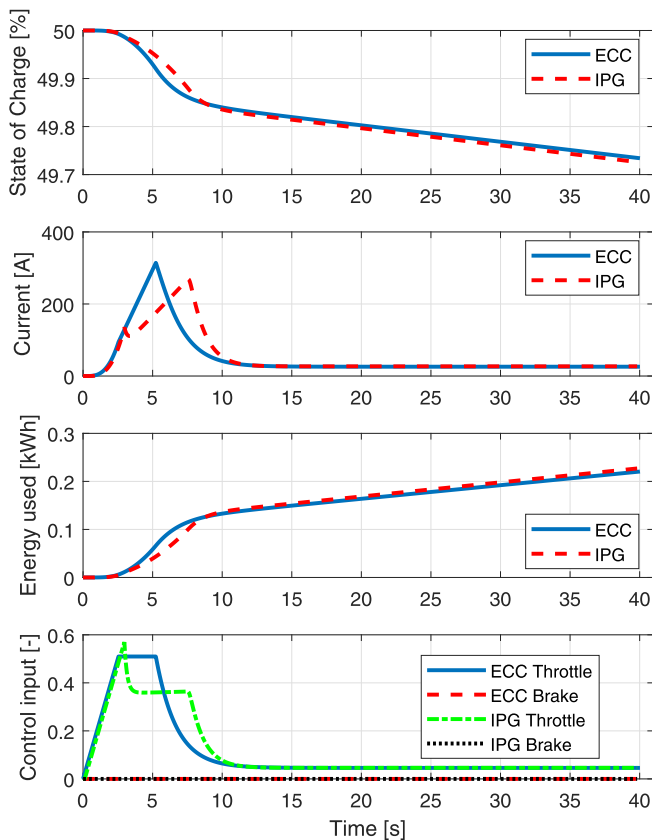 State of Charge [%]
50
49.9
49.8
49.7
ECC
IPG
0 5 10 15 20 25 30 35 40
Current [A]
400
200
0
ECC
IPG
0 5 10 15 20 25 30 35 40
Energy used [kWh]
0.3
0.2
0.1
0
ECC
IPG
0 5 10 15 20 25 30 35 40
Control input [-]
0.6
0.4
0.2
0
ECC Throttle
ECC Brake
IPG Throttle
IPG Brake
0 5 10 15 20 25 30 35 40
Time [s]